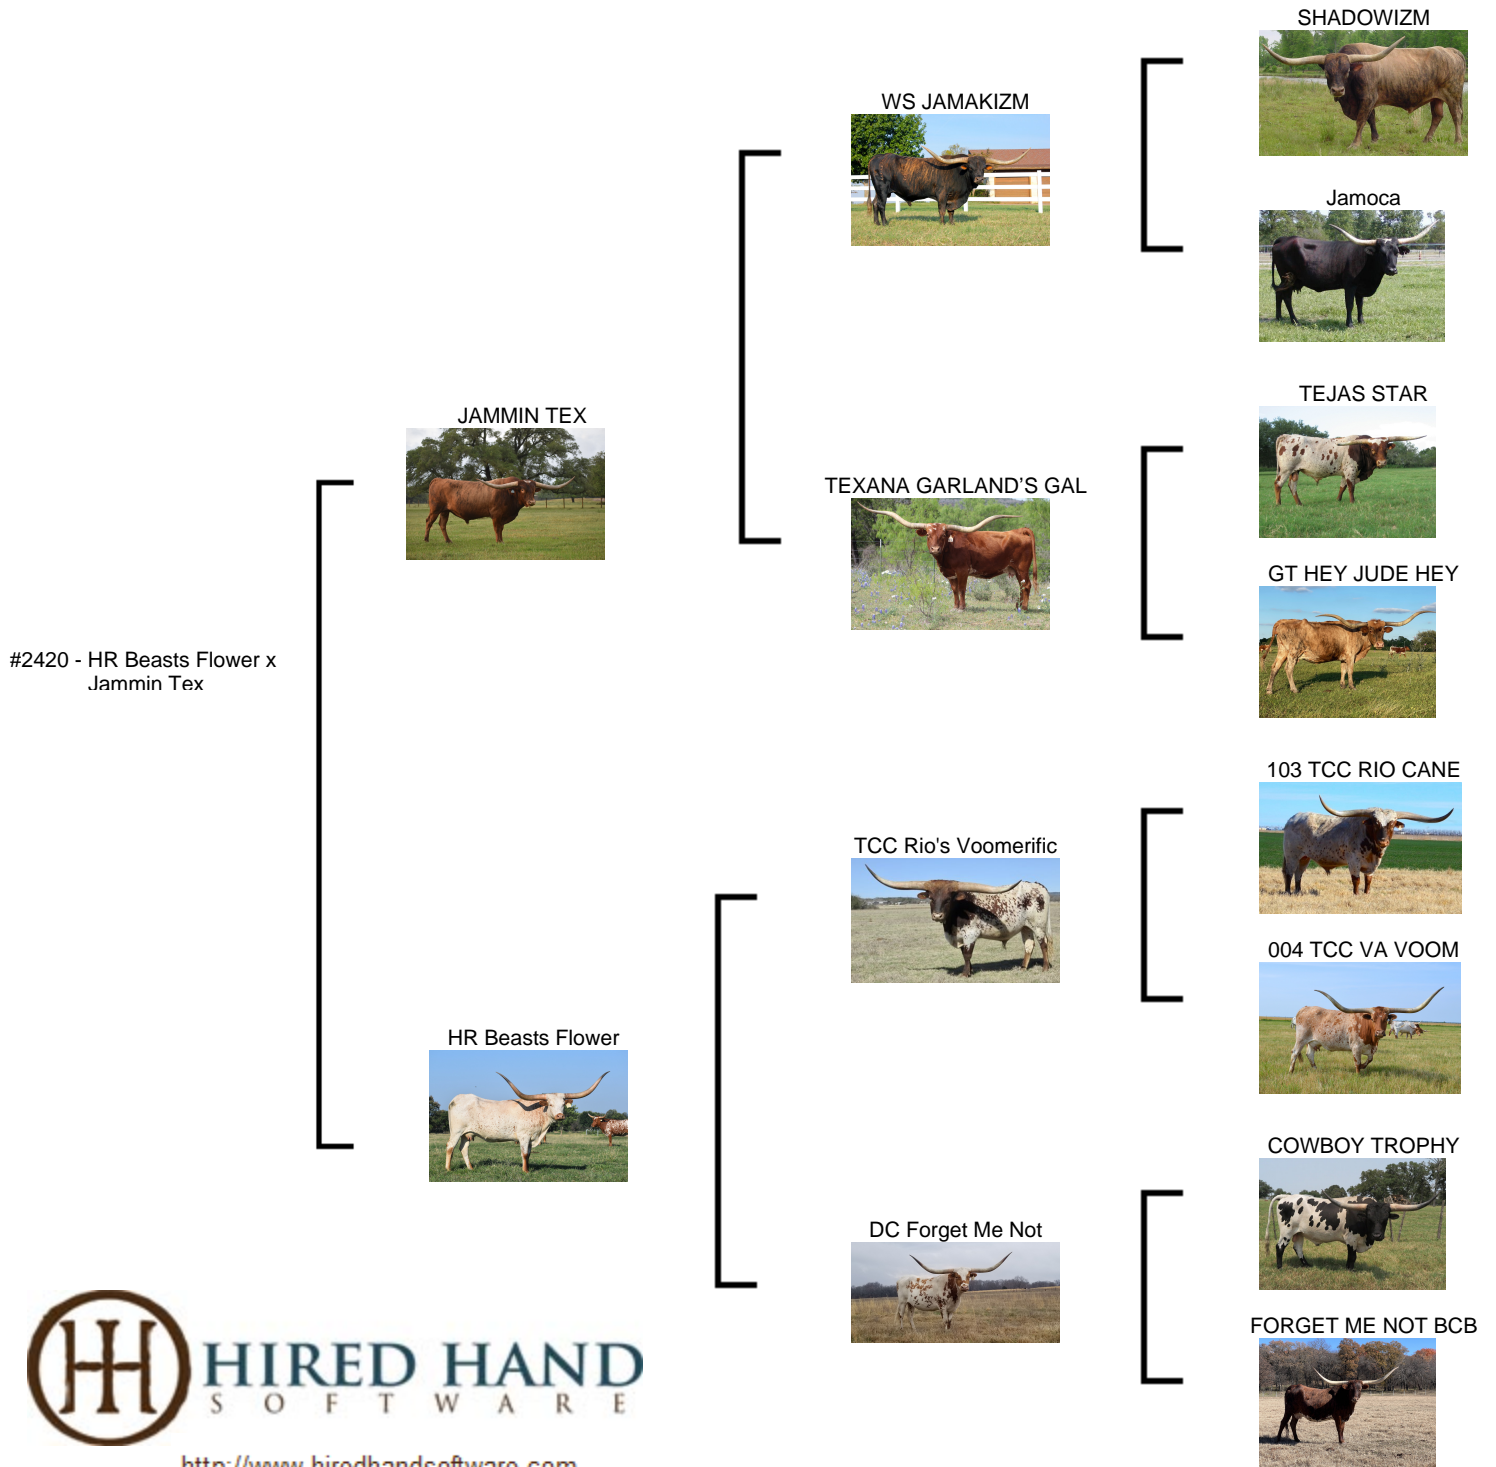 SHADOWIZM
WS JAMAKIZM
Jamoca
TEJAS STAR
JAMMIN TEX
TEXANA GARLAND'S GAL
GT HEY JUDE HEY
#2420 - HR Beasts Flower x
Jammin Tex
103 TCC RIO CANE
TCC Rio's Voomerific
004 TCC VA VOOM
HR Beasts Flower
COWBOY TROPHY
DC Forget Me Not
FORGET ME NOT BCB
HIRED HAND
SOFTWARE
http://www.hiredhandsoftware.com